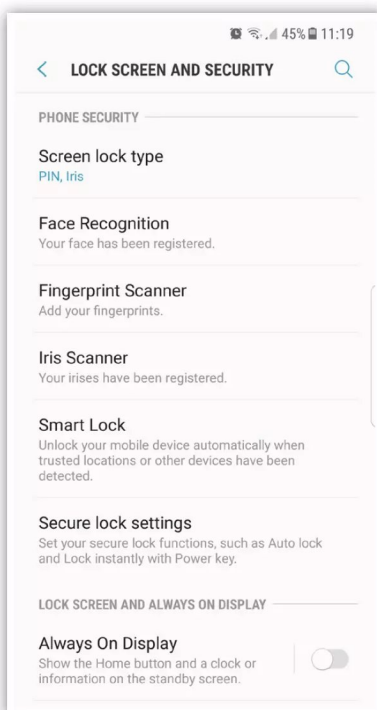 45% 11:19
LOCK SCREEN AND SECURITY
PHONE SECURITY
Screen lock type
PIN, Iris
Face Recognition
Your face has been registered.
Fingerprint Scanner
Add your fingerprints.
Iris Scanner
Your irises have been registered.
Smart Lock
Unlock your mobile device automatically when
trusted locations or other devices have been
detected.
Secure lock settings
Set your secure lock functions, such as Auto lock
and Lock instantly with Power key.
LOCK SCREEN AND ALWAYS ON DISPLAY
Always On Display
Show the Home button and a clock or
information on the standby screen.